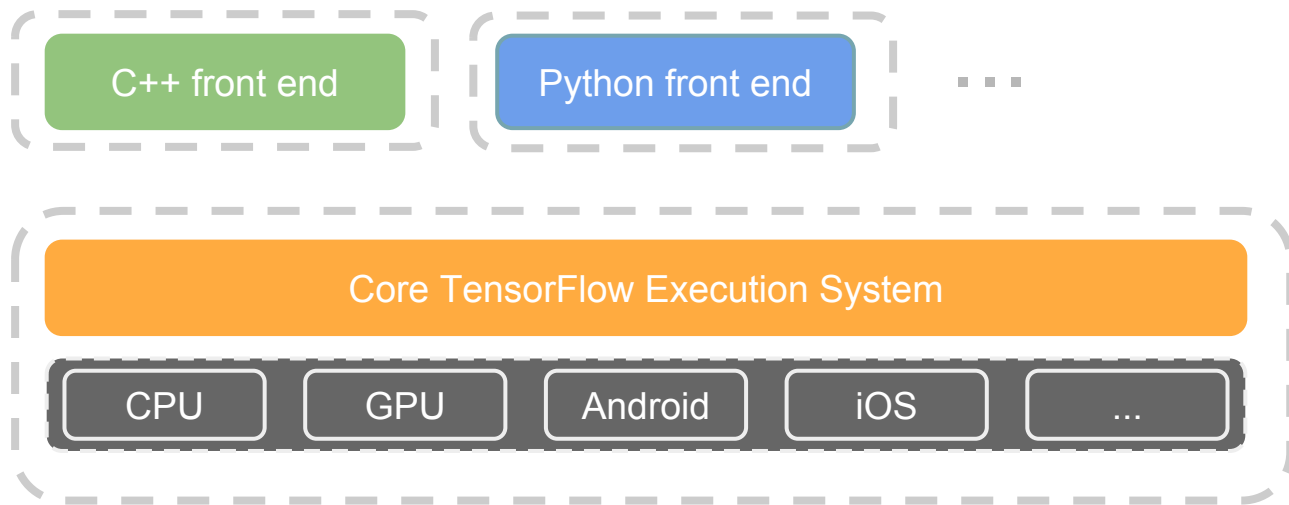 C++ front end
Python front end
...
Core TensorFlow Execution System
CPU
GPU
Android
iOS
...